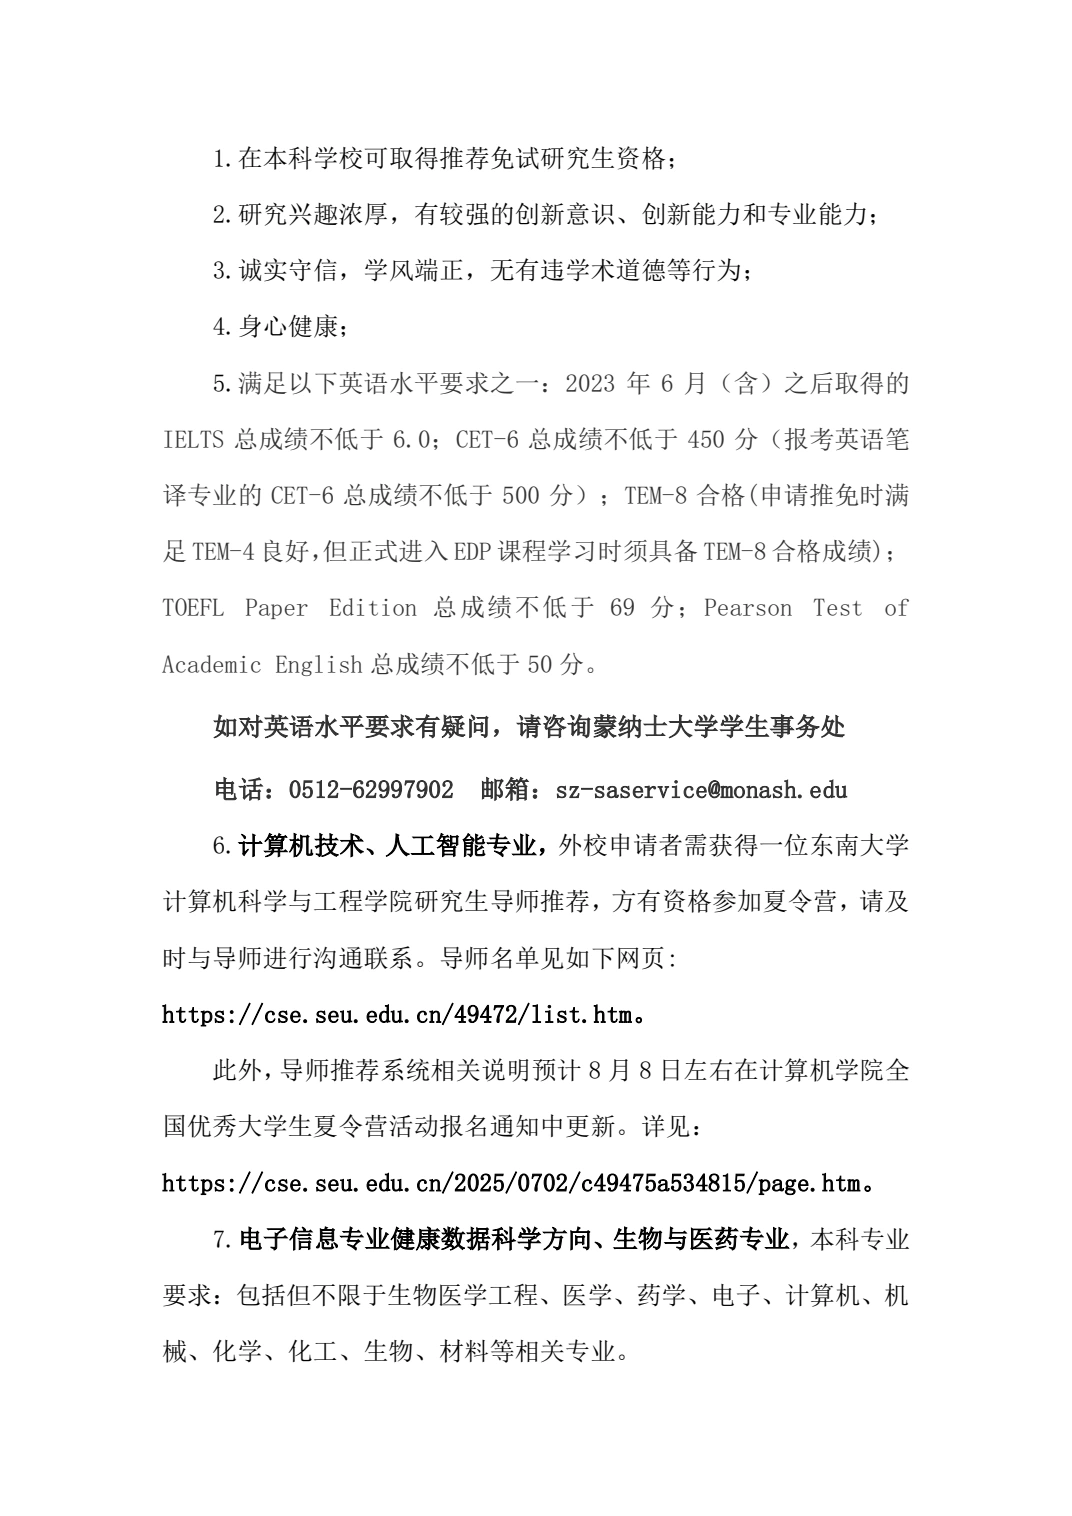 1.在本科学校可取得推荐免试研究生资格；
2.研究兴趣浓厚，有较强的创新意识、创新能力和专业能力；
3.诚实守信，学风端正，无有违学术道德等行为；
4.身心健康；
5.满足以下英语水平要求之一：2023 年 6 月（含）之后取得的
IELTS 总成绩不低于 6.0；CET-6 总成绩不低于 450 分（报考英语笔
译专业的 CET-6 总成绩不低于 500 分）；TEM-8 合格(申请推免时满
足 TEM-4 良好，但正式进入 EDP 课程学习时须具备 TEM-8 合格成绩)；
TOEFL Paper Edition 总成绩不低于 69 分；Pearson Test of
Academic English 总成绩不低于 50 分。
如对英语水平要求有疑问，请咨询蒙纳士大学学生事务处
电话：0512-62997902 邮箱：sz-saservice@monash.edu
6.计算机技术、人工智能专业，外校申请者需获得一位东南大学
计算机科学与工程学院研究生导师推荐，方有资格参加夏令营，请及
时与导师进行沟通联系。导师名单见如下网页：
https://cse.seu.edu.cn/49472/list.htm。
此外，导师推荐系统相关说明预计 8 月 8 日左右在计算机学院全
国优秀大学生夏令营活动报名通知中更新。详见：
https://cse.seu.edu.cn/2025/0702/c49475a534815/page.htm。
7.电子信息专业健康数据科学方向、生物与医药专业，本科专业
要求：包括但不限于生物医学工程、医学、药学、电子、计算机、机
械、化学、化工、生物、材料等相关专业。